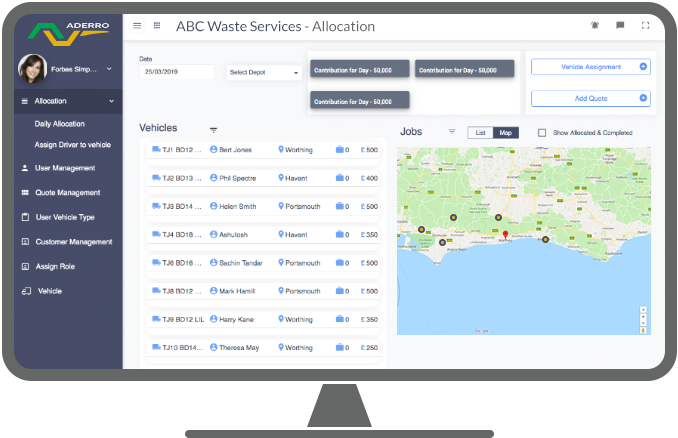 ADERRO
ABC Waste Services - Allocation
Forbes Simp...
Allocation
Daily Allocation
Assign Driver to vehicle
User Management
Quote Management
User Vehicle Type
Customer Management
Assign Role
Vehicle
Date
25/03/2019
Select Depot
Contribution for Day - 50,000
Contribution for Day - 50,000
Contribution for Day - 50,000
Vehicle Assignment
Add Quote
Vehicles
TJ1 BD12 ... Bert Jones Worthing 0 £ 500
TJ2 BD13 ... Phil Spectre Havant 0 £ 400
TJ3 BD14 ... Helen Smith Portsmouth 0 £ 500
TJ4 BD18 ... Ashutosh Havant 0 £ 350
TJ6 BD16 ... Sachin Tandar Portsmouth 0 £ 500
TJ8 BD12 ... Mark Hamill Portsmouth 0 £ 500
TJ9 BD12 LIL Harry Kane Worthing 0 £ 350
TJ10 BD14... Theresa May Worthing 0 £ 250
Jobs
List Map
Show Allocated & Completed
Google